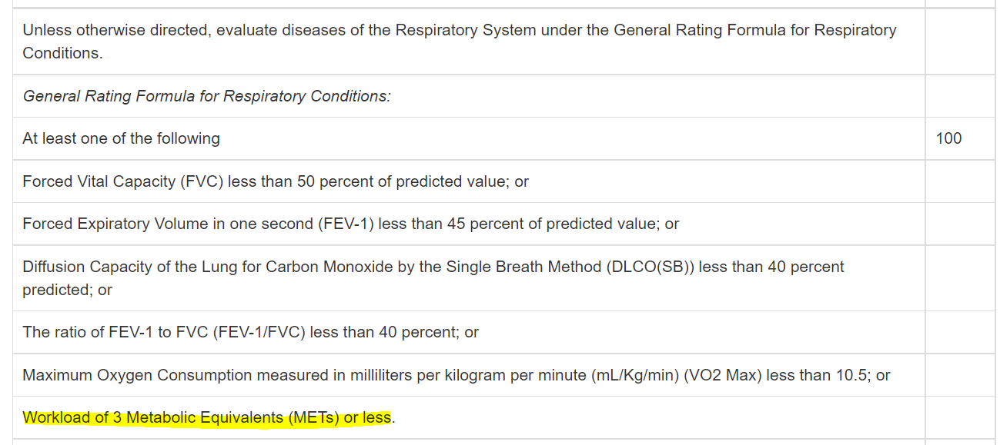 Unless otherwise directed, evaluate diseases of the Respiratory System under the General Rating Formula for Respiratory
Conditions.
General Rating Formula for Respiratory Conditions:
At least one of the following 100
Forced Vital Capacity (FVC) less than 50 percent of predicted value; or
Forced Expiratory Volume in one second (FEV-1) less than 45 percent of predicted value; or
Diffusion Capacity of the Lung for Carbon Monoxide by the Single Breath Method (DLCO(SB)) less than 40 percent
predicted; or
The ratio of FEV-1 to FVC (FEV-1/FVC) less than 40 percent; or
Maximum Oxygen Consumption measured in milliliters per kilogram per minute (mL/Kg/min) (VO2 Max) less than 10.5; or
Workload of 3 Metabolic Equivalents (METs) or less.